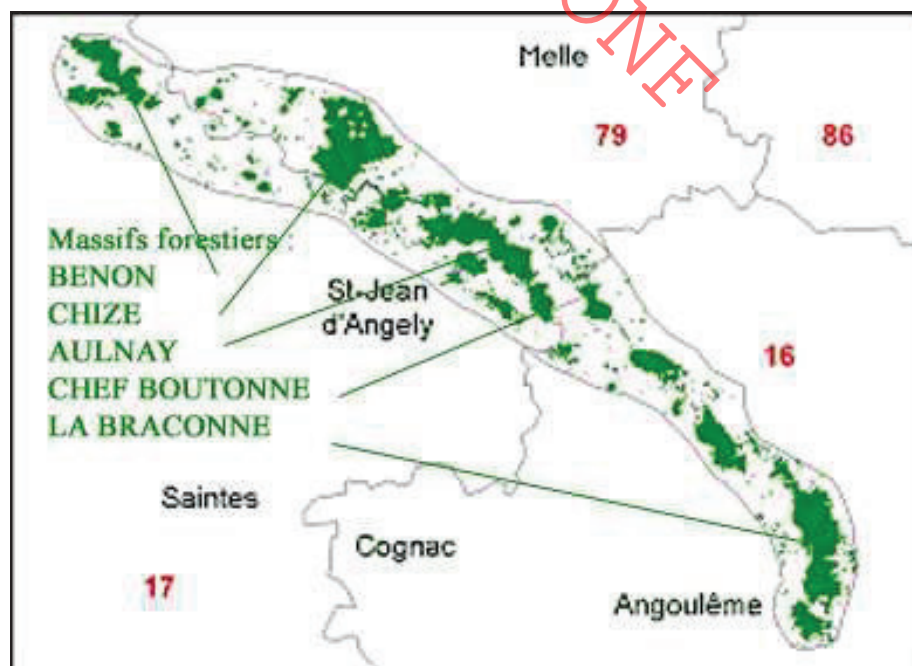 ONF
Melle
79
86
Massifs forestiers :
BENON
CHIZE
AULNAY
CHEF BOUTONNE
LA BRACONNE
St-Jean
d'Angely
16
Saintes
Cognac
17
Angoulême